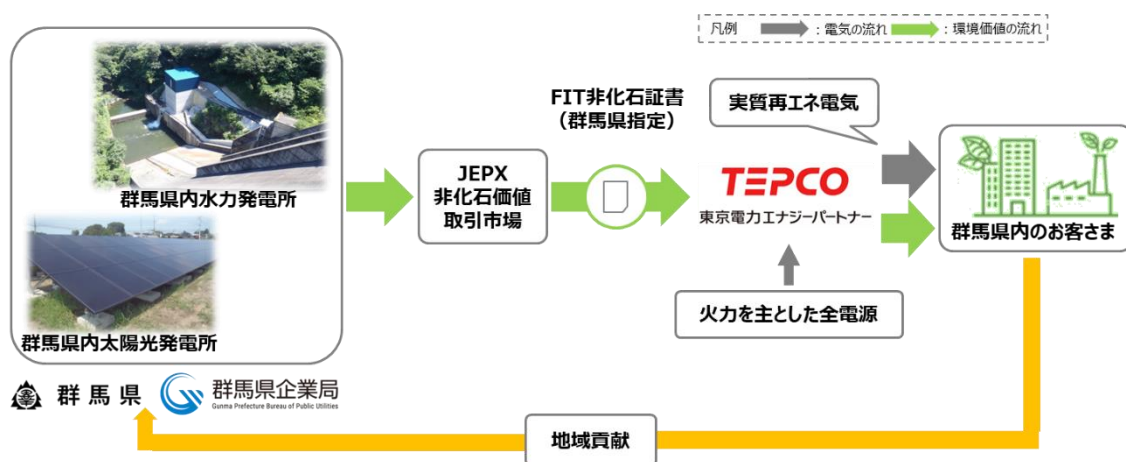 凡例 :電気の流れ :環境価値の流れ
FIT非化石証書
(群馬県指定)
実質再エネ電気
群馬県内水力発電所
JEPX
非化石価値
取引市場
TEPCO
東京電力エナジーパートナー
群馬県内のお客さま
火力を主とした全電源
群馬県内太陽光発電所
群馬県
群馬県企業局
Gunma Prefecture Bureau of Public Utilities
地域貢献